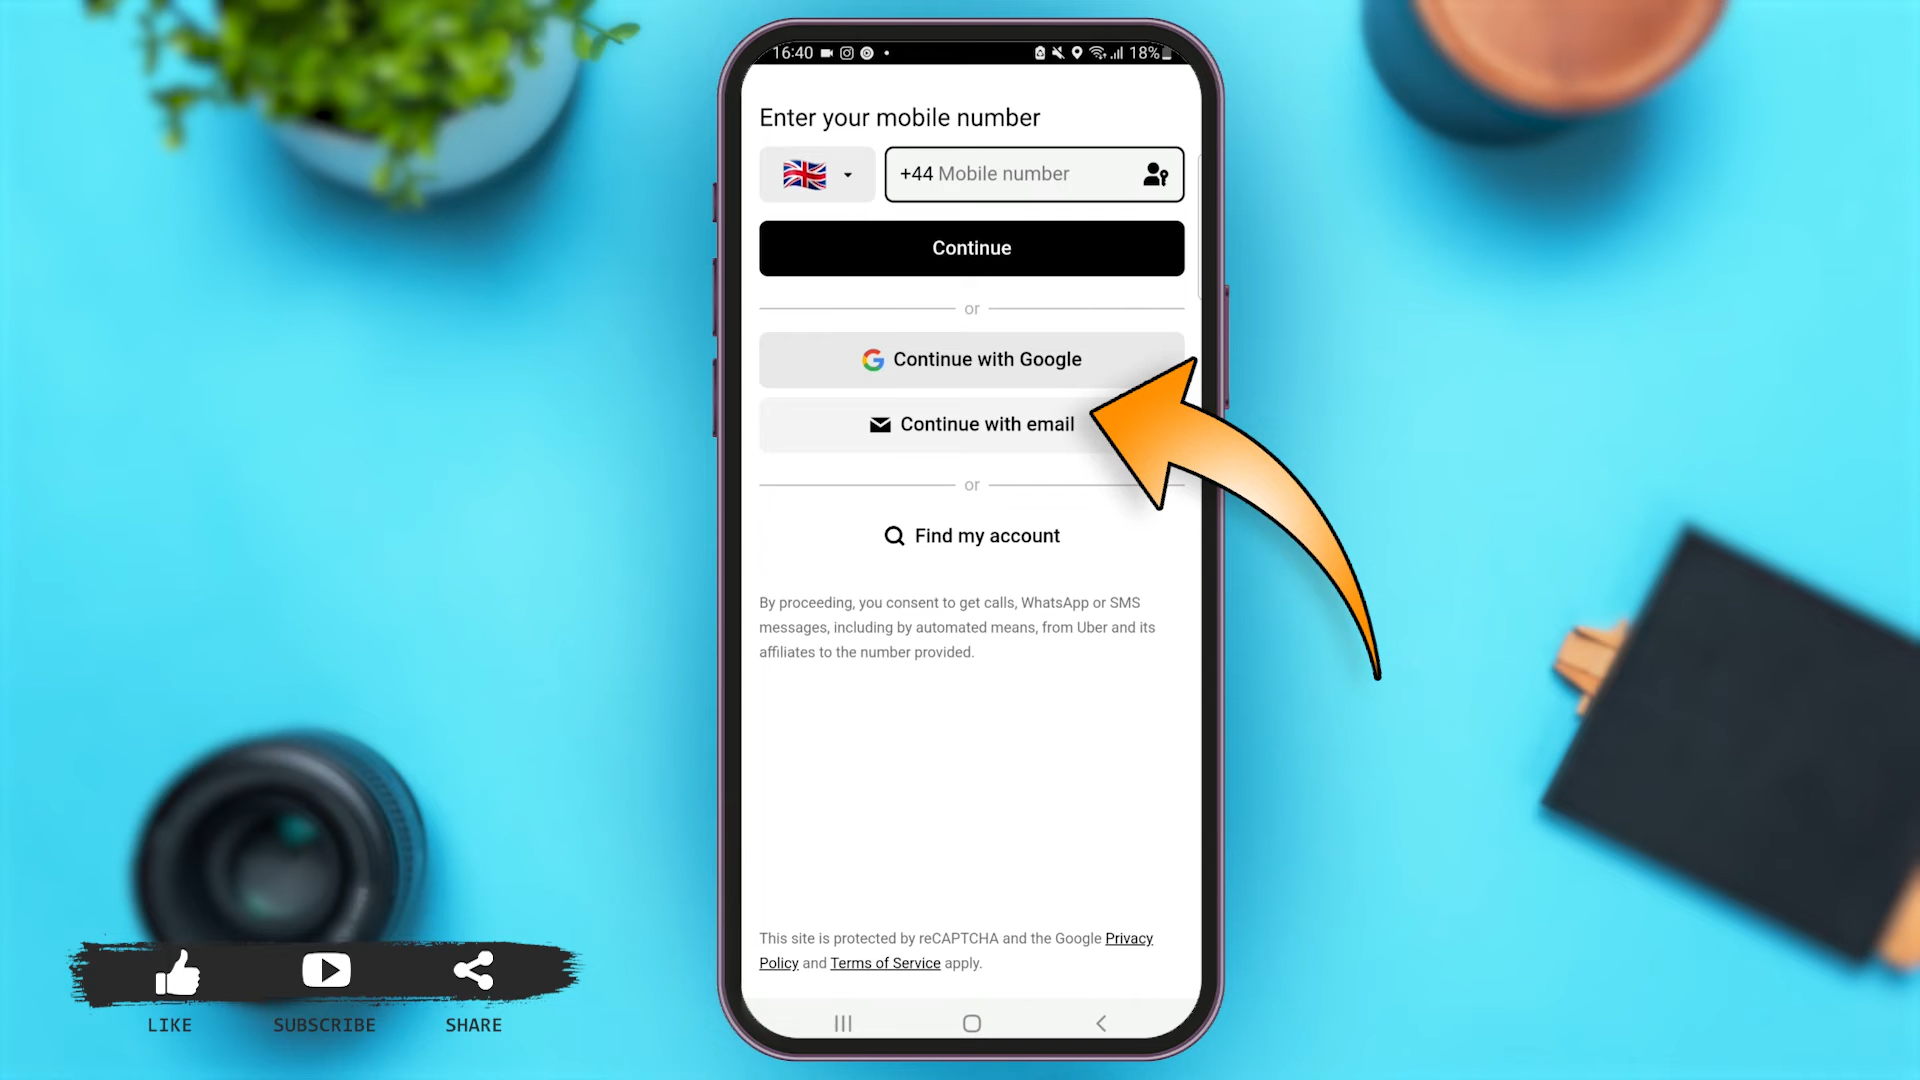 16:40
18%
Enter your mobile number
+44 Mobile number
Continue
or
Continue with Google
Continue with email
or
Find my account
By proceeding, you consent to get calls, WhatsApp or SMS
messages, including by automated means, from Uber and its
affiliates to the number provided.
This site is protected by reCAPTCHA and the Google Privacy
Policy and Terms of Service apply.
LIKE
SUBSCRIBE
SHARE